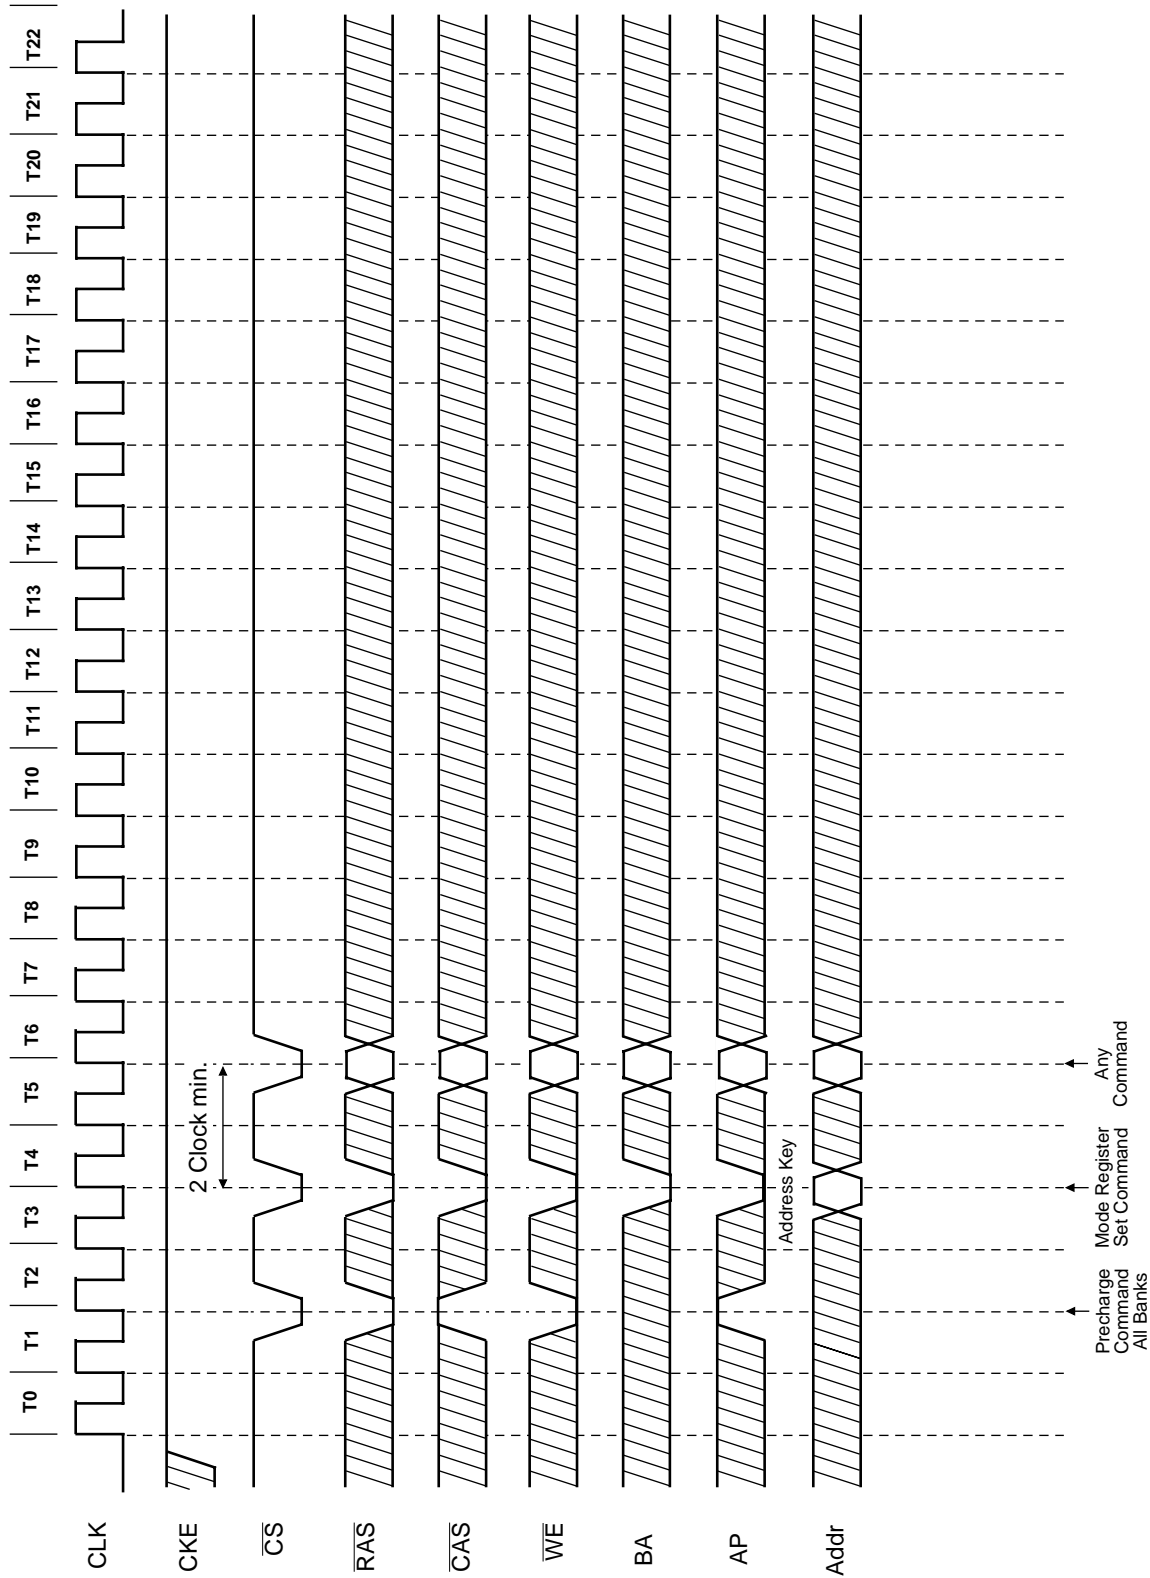 T0 T1 T2 T3 T4 T5 T6 T7 T8 T9 T10 T11 T12 T13 T14 T15 T16 T17 T18 T19 T20 T21 T22
CLK
CKE
2 Clock min.
CS
RAS
CAS
WE
BA
AP
Address Key
Addr
Precharge
Command
All Banks
Mode Register
Set Command
Any
Command